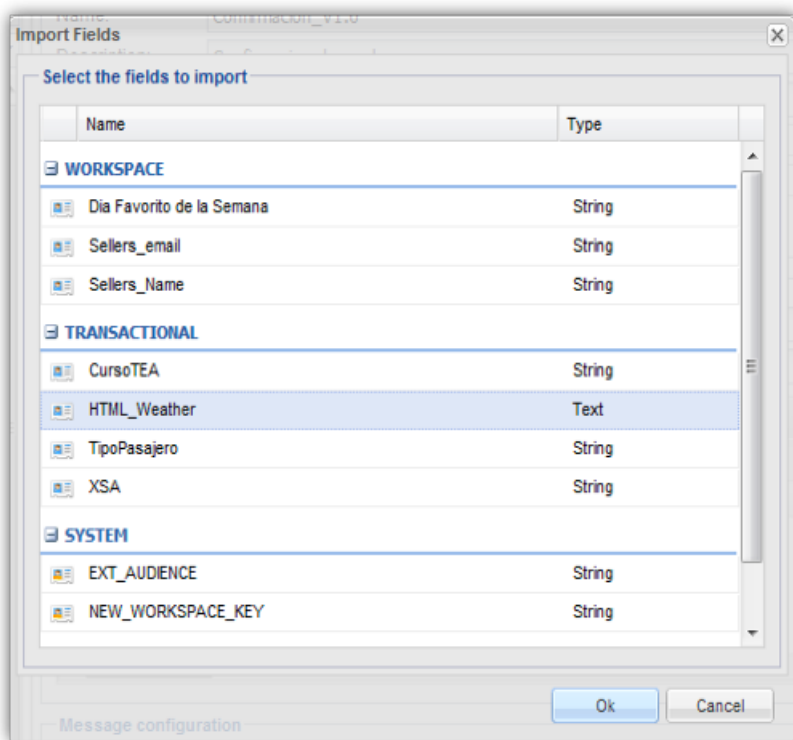 Name:
Import Fields
Select the fields to import
Name Type
WORKSPACE
Dia Favorito de la Semana String
Sellers_email String
Sellers_Name String
TRANSACTIONAL
CursoTEA String
HTML_Weather Text
TipoPasajero String
XSA String
SYSTEM
EXT_AUDIENCE String
NEW_WORKSPACE_KEY String
Ok Cancel
Message configuration